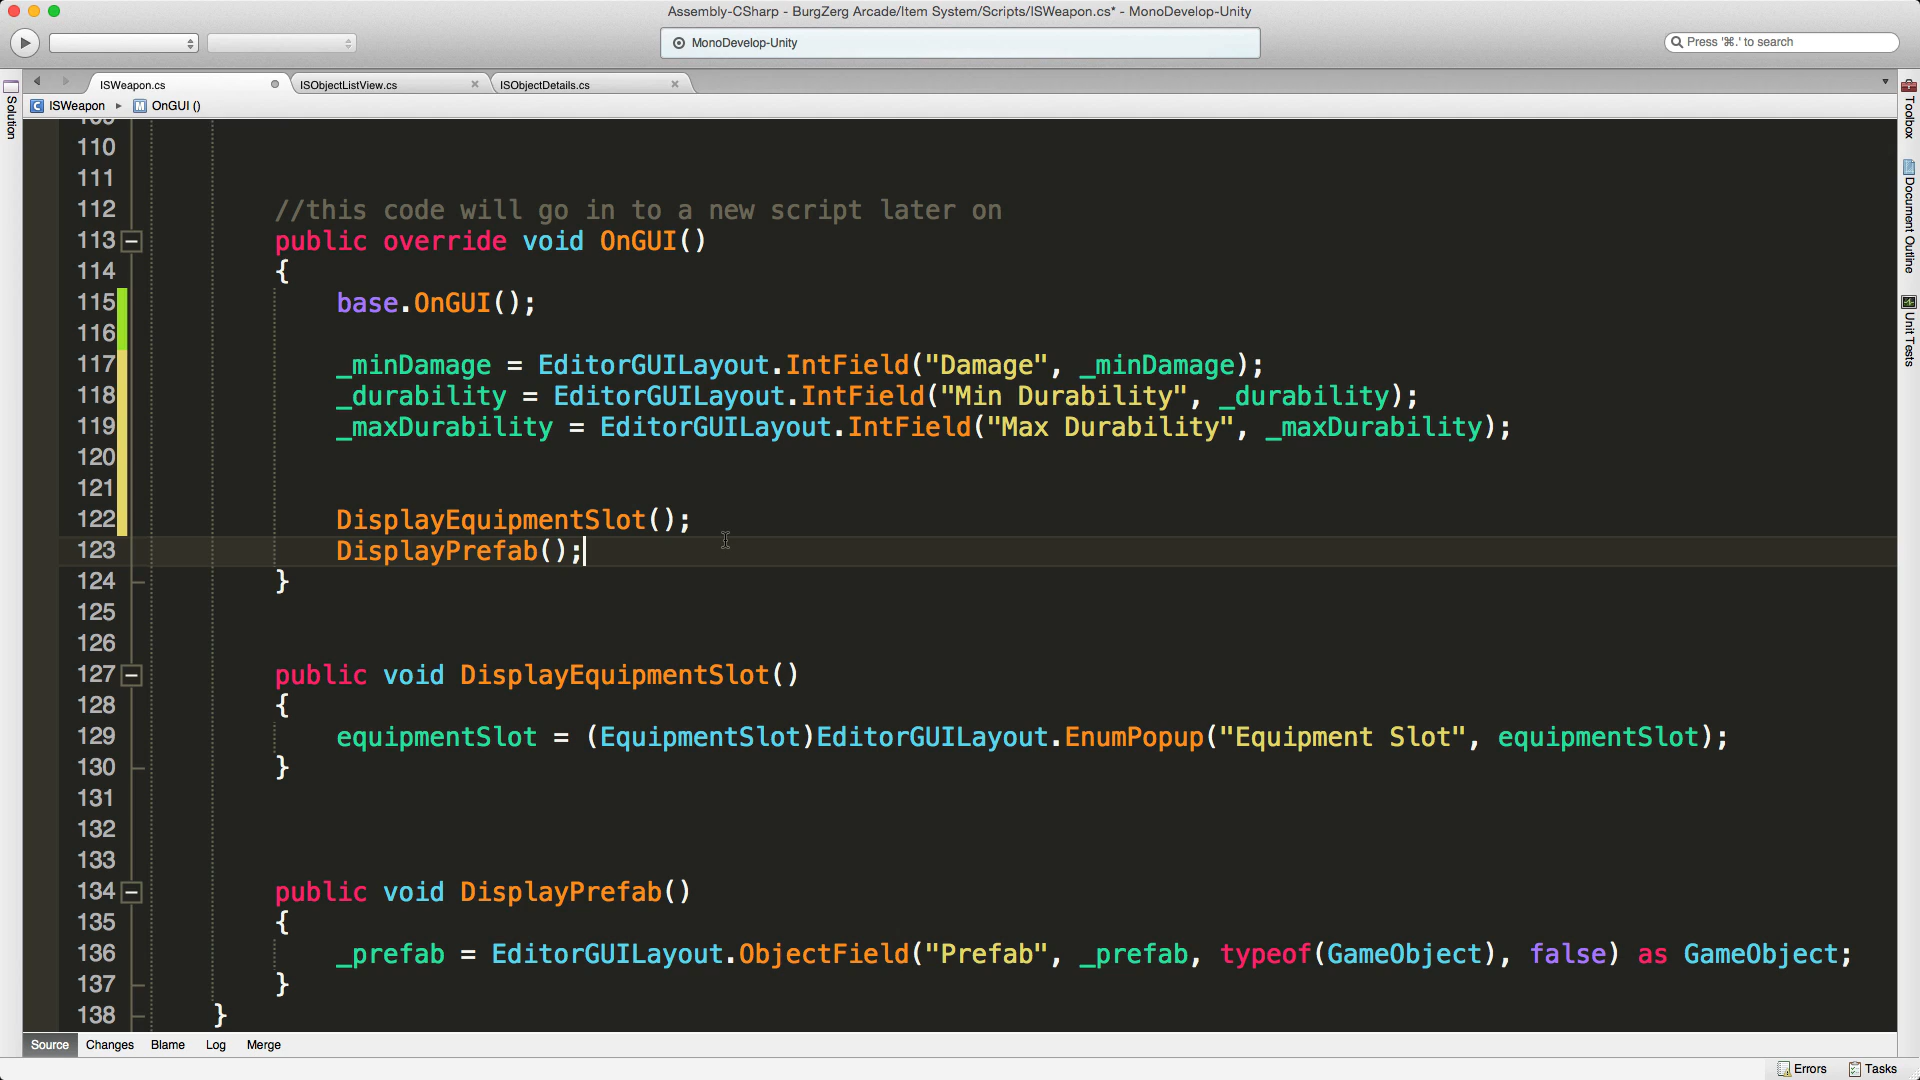 Assembly-CSharp - BurgZerg Arcade/Item System/Scripts/ISWeapon.cs* - MonoDevelop-Unity
MonoDevelop-Unity
Press '⌘.' to search
ISWeapon.cs
ISObjectListView.cs
ISObjectDetails.cs
ISWeapon
OnGUI ()
Solution
Toolbox
Document Outline
Unit Tests
109
110
111
112 //this code will go in to a new script later on
113 public override void OnGUI()
114 {
115 base.OnGUI();
116
117 _minDamage = EditorGUILayout.IntField("Damage", _minDamage);
118 _durability = EditorGUILayout.IntField("Min Durability", _durability);
119 _maxDurability = EditorGUILayout.IntField("Max Durability", _maxDurability);
120
121
122 DisplayEquipmentSlot();
123 DisplayPrefab();
124 }
125
126
127 public void DisplayEquipmentSlot()
128 {
129 equipmentSlot = (EquipmentSlot)EditorGUILayout.EnumPopup("Equipment Slot", equipmentSlot);
130 }
131
132
133
134 public void DisplayPrefab()
135 {
136 _prefab = EditorGUILayout.ObjectField("Prefab", _prefab, typeof(GameObject), false) as GameObject;
137 }
138 }
Source Changes Blame Log Merge
Errors Tasks